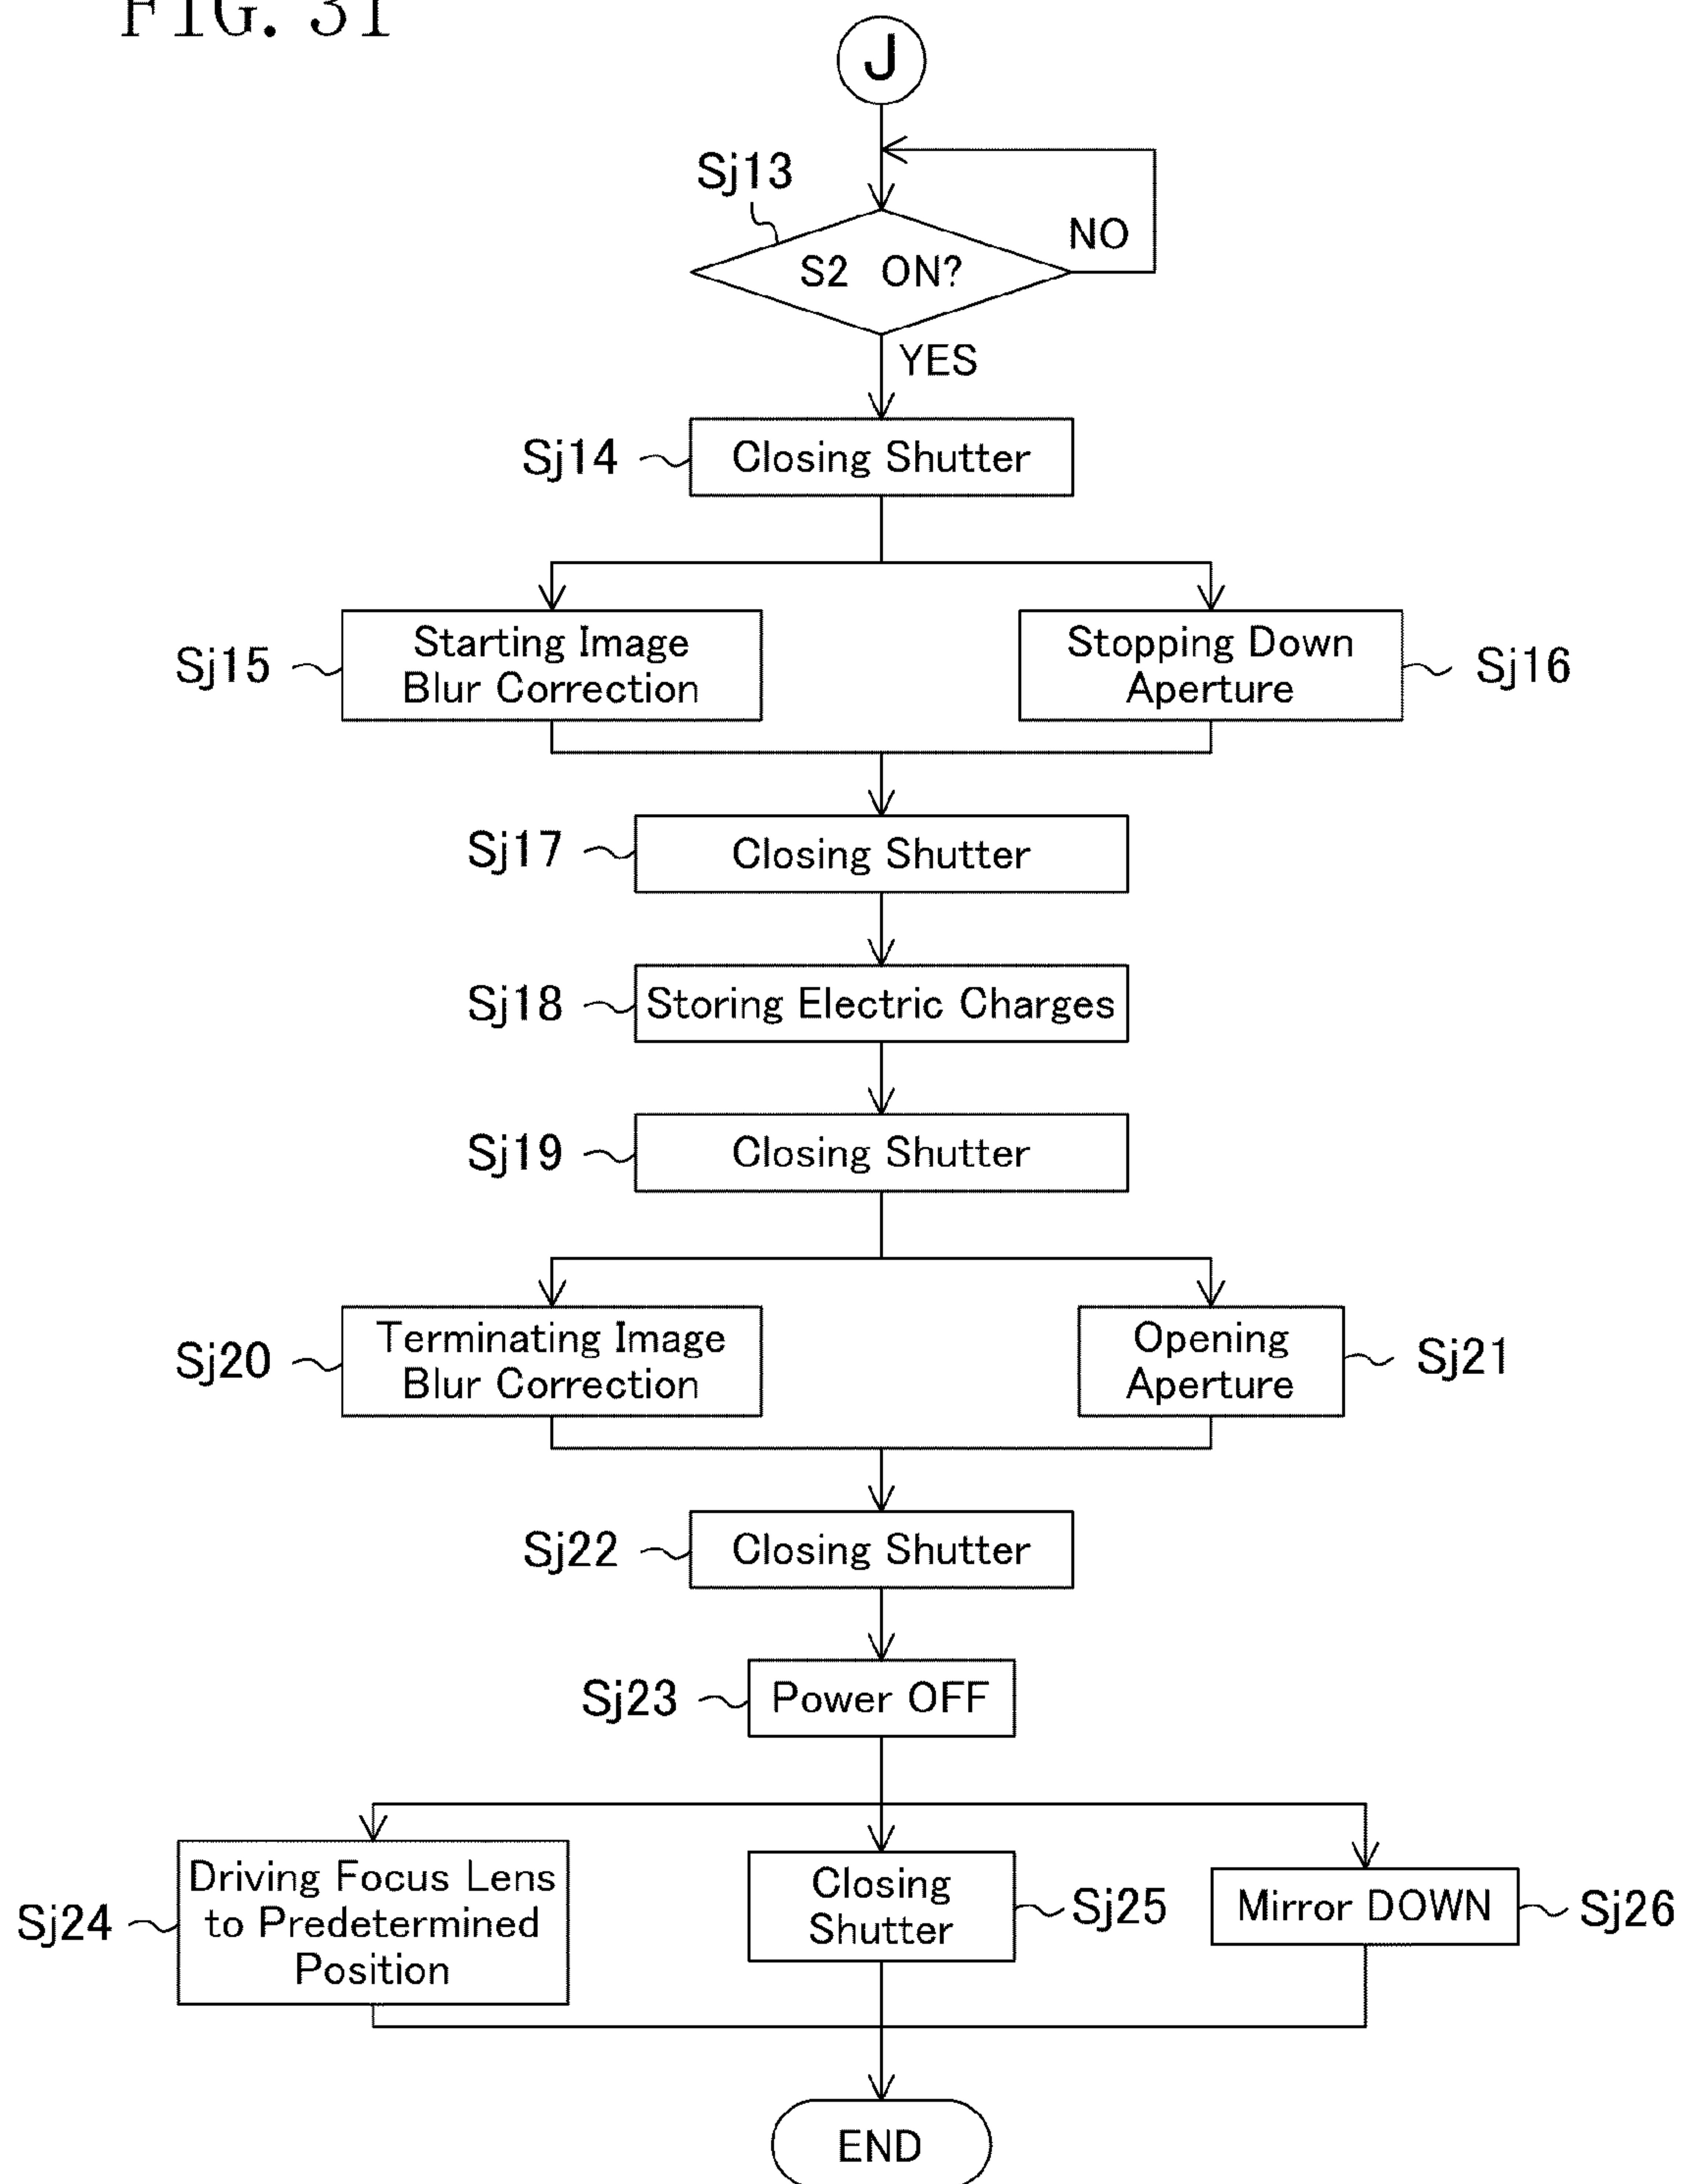 FIG. 31
J
Sj13
NO
S2 ON?
YES
Sj14
Closing Shutter
Sj15
Starting Image
Blur Correction
Stopping Down
Aperture
Sj16
Sj17
Closing Shutter
Sj18
Storing Electric Charges
Sj19
Closing Shutter
Sj20
Terminating Image
Blur Correction
Opening
Aperture
Sj21
Sj22
Closing Shutter
Sj23
Power OFF
Sj24
Driving Focus Lens
to Predetermined
Position
Closing
Shutter
Sj25
Mirror DOWN
Sj26
END